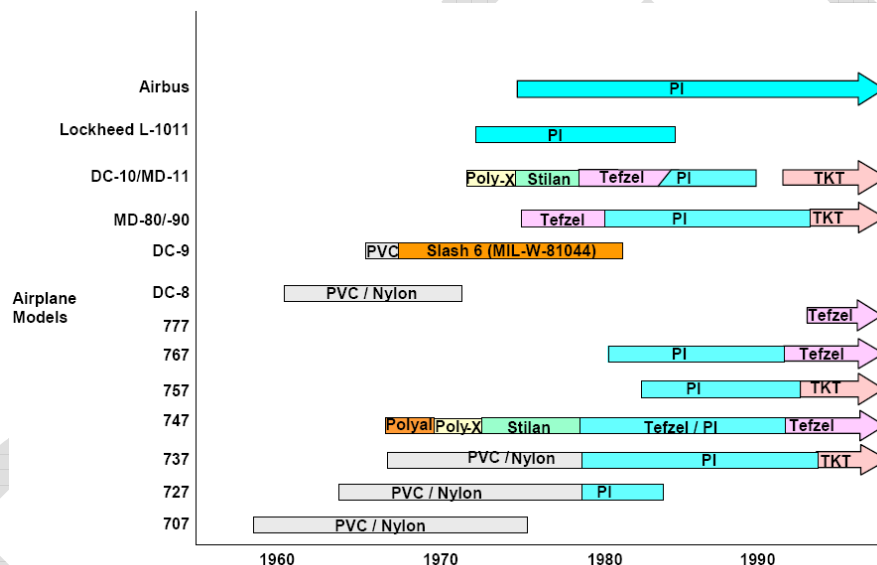 Airbus PI
Lockheed L-1011 PI
DC-10/MD-11 Poly-X Stilan Tefzel PI TKT
MD-80/-90 Tefzel PI TKT
DC-9 PVC Slash 6 (MIL-W-81044)
DC-8 PVC / Nylon
Airplane
Models
777 Tefzel
767 PI Tefzel
757 PI TKT
747 Polyal Poly-X Stilan Tefzel / PI Tefzel
737 PVC / Nylon PI TKT
727 PVC / Nylon PI
707 PVC / Nylon
1960 1970 1980 1990